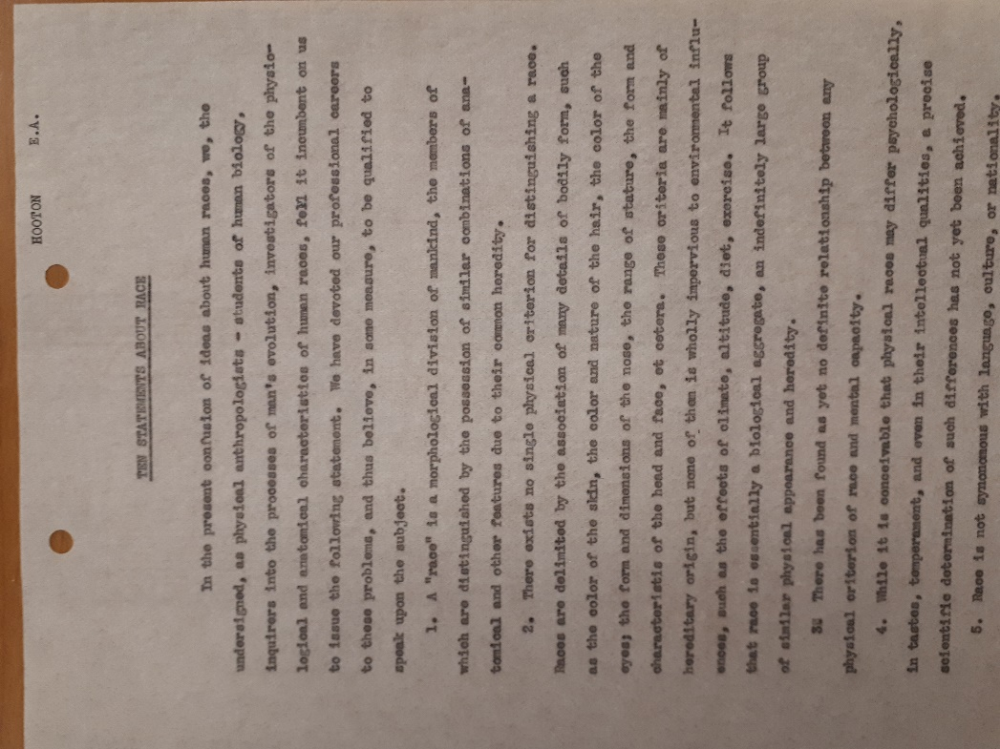 HOOTON    E.A.
TEN STATEMENTS ABOUT RACE
In the present confusion of ideas about human races, we, the
undersigned, as physical anthropologists - students of human biology,
inquirers into the processes of man's evolution, investigators of the physio-
logical and anatomical characteristics of human races, feel it incumbent on us
to issue the following statement. We have devoted our professional careers
to these problems, and thus believe, in some measure, to be qualified to
speak upon the subject.
1. A "race" is a morphological division of mankind, the members of
which are distinguished by the possession of similar combinations of ana-
tomical and other features due to their common heredity.
2. There exists no single physical criterion for distinguishing a race.
Races are delimited by the association of many details of bodily form, such
as the color of the skin, the color and nature of the hair, the color of the
eyes; the form and dimensions of the nose, the range of stature, the form and
characteristis of the head and face, et cetera. These criteria are mainly of
hereditary origin, but none of them is wholly impervious to enviromental influ-
ences, such as the effects of climate, altitude, diet, exercise. It follows
that race is essentially a biological aggregate, an indefinitely large group
of similar physical appearance and heredity.
3. There has been found as yet no definite relationship between any
physical criterion of race and mental capacity.
4. While it is conceivable that physical races may differ psychologically,
in tastes, temperament, and even in their intellectual qualities, a precise
scientific determination of such differences has not yet been achieved.
5. Race is not synonomous with language, culture, or nationality.